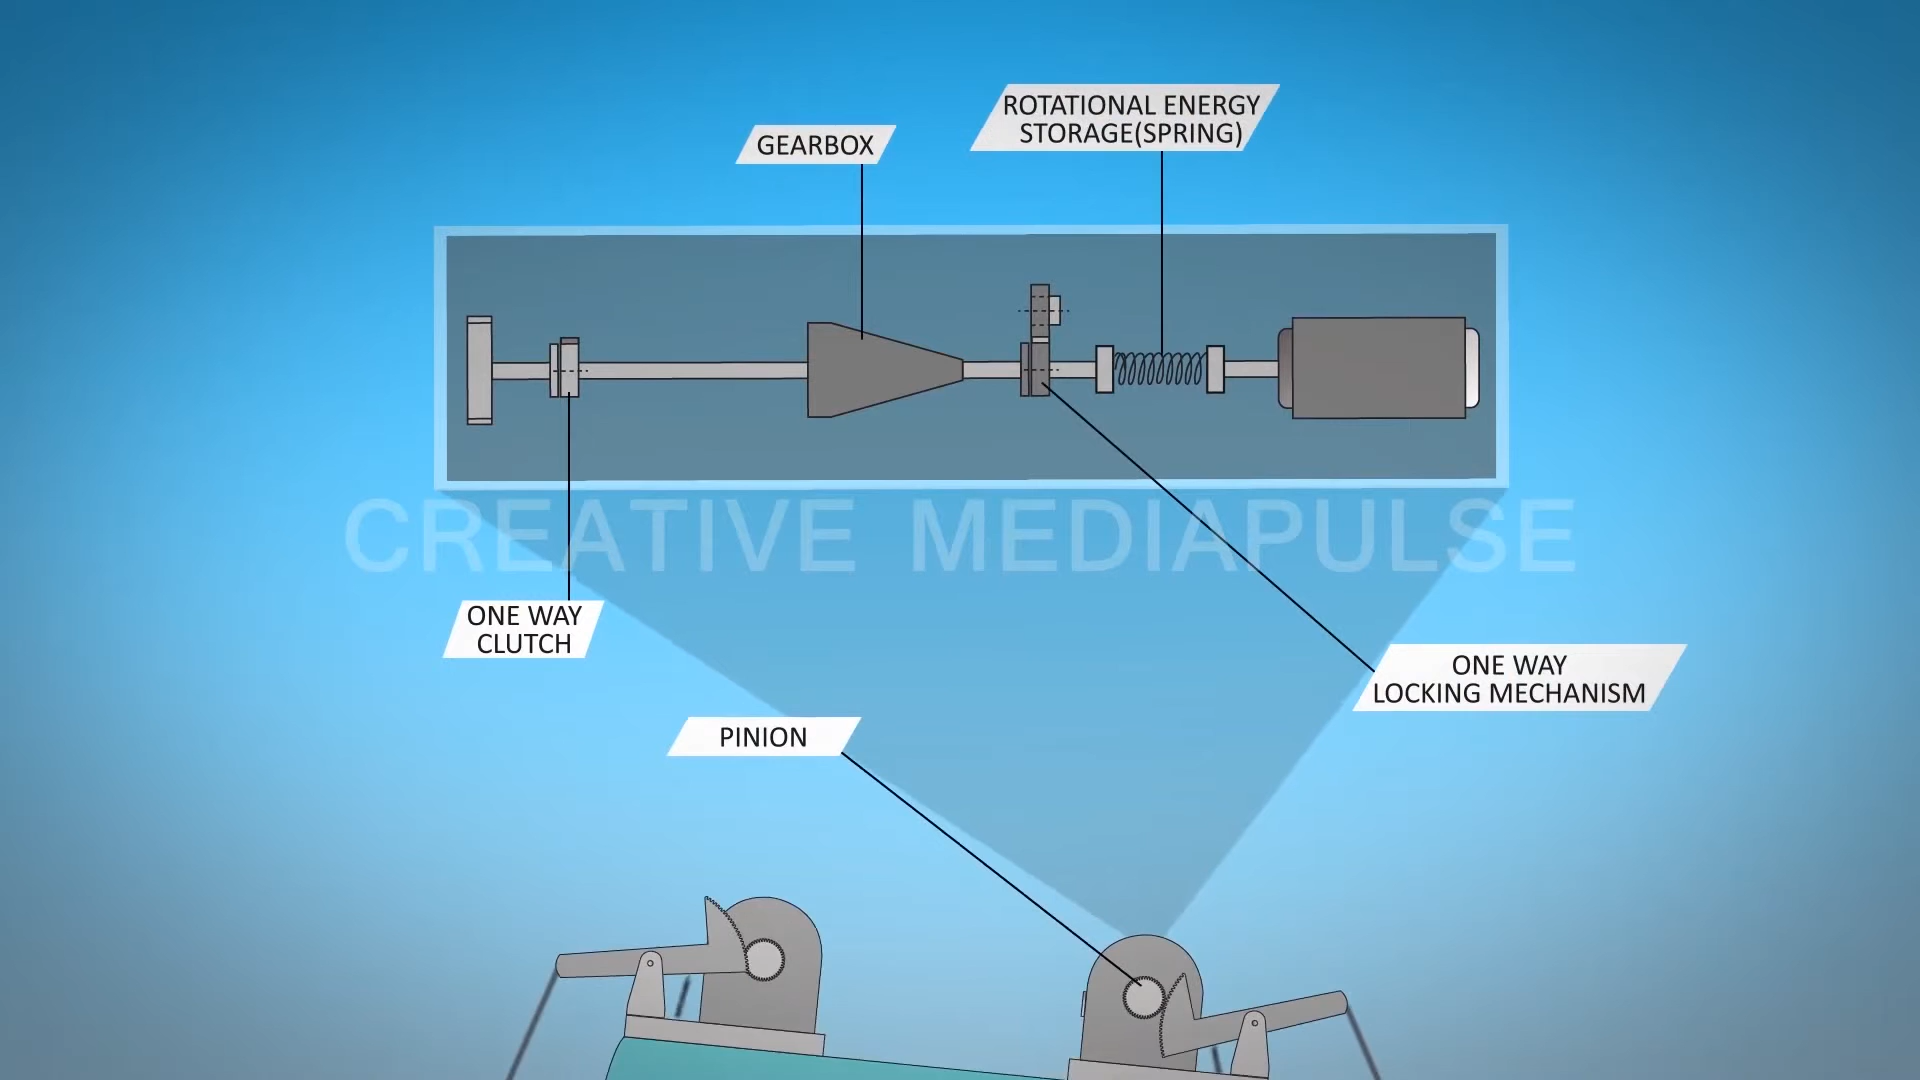 ROTATIONAL ENERGY
STORAGE(SPRING)
GEARBOX
CREATIVE MEDIAPULSE
ONE WAY
CLUTCH
ONE WAY
LOCKING MECHANISM
PINION